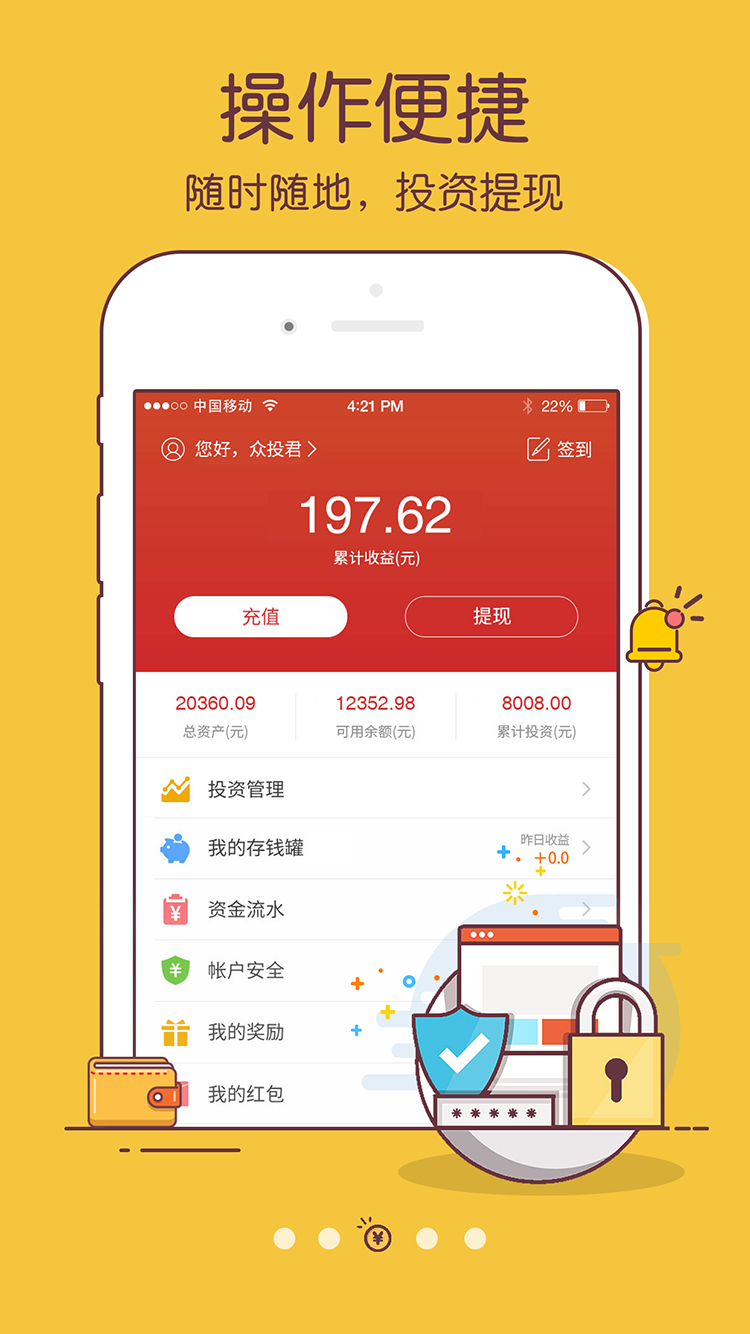 操作便捷
随时随地，投资提现
中国移动 4:21 PM 22%
您好，众投君 签到
197.62
累计收益(元)
充值 提现
20360.09 12352.98 8008.00
总资产(元) 可用余额(元) 累计投资(元)
投资管理
昨日收益
我的存钱罐
+0.0
资金流水
¥
帐户安全
¥
我的奖励
我的红包
*****
¥